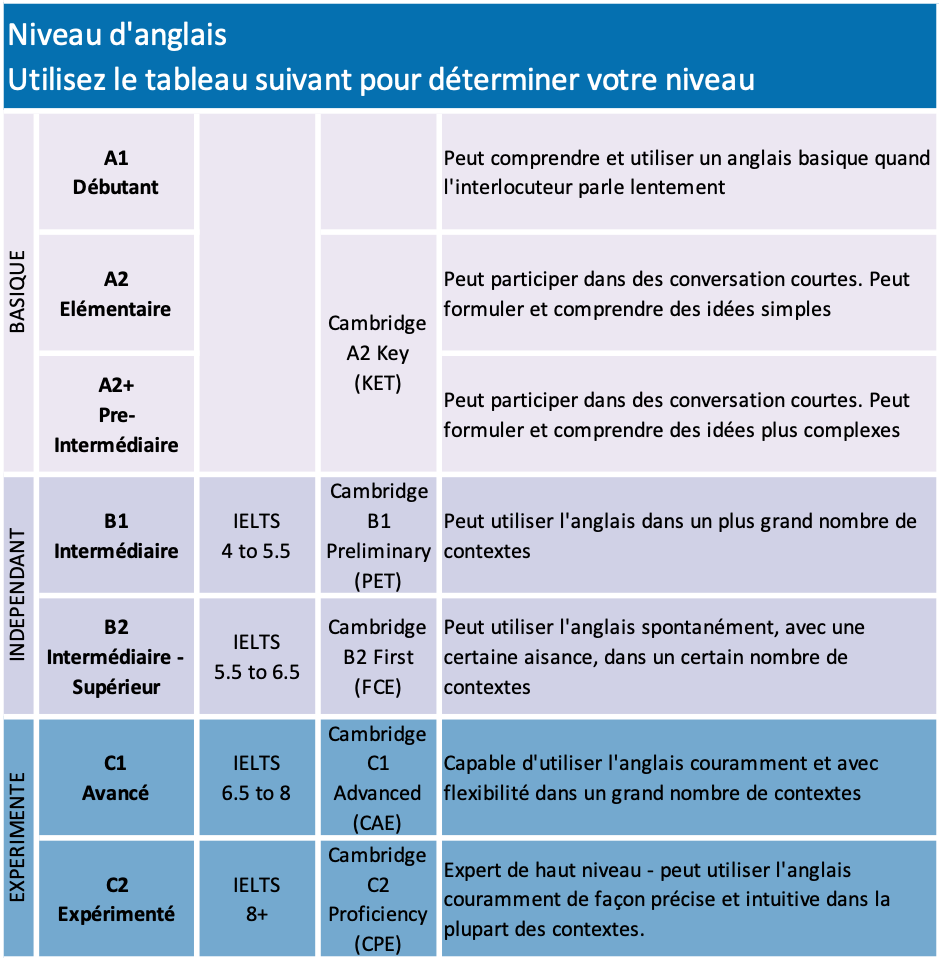 Niveau d'anglais
Utilisez le tableau suivant pour déterminer votre niveau
BASIQUE
A1
Débutant
Peut comprendre et utiliser un anglais basique quand
l'interlocuteur parle lentement
A2
Elémentaire
Cambridge
A2 Key
(KET)
Peut participer dans des conversation courtes. Peut
formuler et comprendre des idées simples
A2+
Pre-
Intermédiaire
Peut participer dans des conversation courtes. Peut
formuler et comprendre des idées plus complexes
INDEPENDANT
B1
Intermédiaire
IELTS
4 to 5.5
Cambridge
B1
Preliminary
(PET)
Peut utiliser l'anglais dans un plus grand nombre de
contextes
B2
Intermédiaire -
Supérieur
IELTS
5.5 to 6.5
Cambridge
B2 First
(FCE)
Peut utiliser l'anglais spontanément, avec une
certaine aisance, dans un certain nombre de
contextes
EXPERIMENTE
C1
Avancé
IELTS
6.5 to 8
Cambridge
C1
Advanced
(CAE)
Capable d'utiliser l'anglais couramment et avec
flexibilité dans un grand nombre de contextes
C2
Expérimenté
IELTS
8+
Cambridge
C2
Proficiency
(CPE)
Expert de haut niveau - peut utiliser l'anglais
couramment de façon précise et intuitive dans la
plupart des contextes.